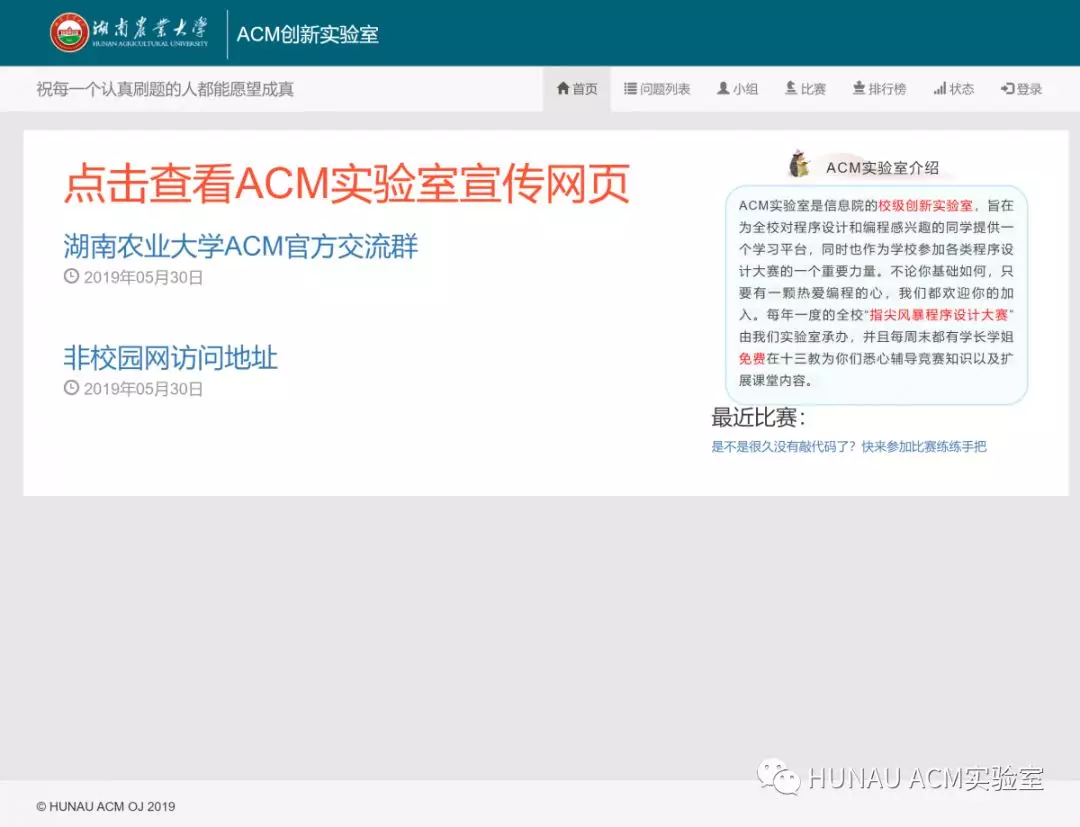 湖南农业大学
HUNAN AGRICULTURAL UNIVERSITY
ACM创新实验室
祝每一个认真刷题的人都能愿望成真
首页 问题列表 小组 比赛 排行榜 状态 登录
点击查看ACM实验室宣传网页
湖南农业大学ACM官方交流群
2019年05月30日
非校园网访问地址
2019年05月30日
ACM实验室介绍
ACM实验室是信息院的校级创新实验室，旨在
为全校对程序设计和编程感兴趣的同学提供一
个学习平台，同时也作为学校参加各类程序设
计大赛的一个重要力量。不论你基础如何，只
要有一颗热爱编程的心，我们都欢迎你的加
入。每年一度的全校“指尖风暴程序设计大赛”
由我们实验室承办，并且每周末都有学长学姐
免费在十三教为你们悉心辅导竞赛知识以及扩
展课堂内容。
最近比赛：
是不是很久没有敲代码了？快来参加比赛练练手把
HUNAU ACM实验室
© HUNAU ACM OJ 2019